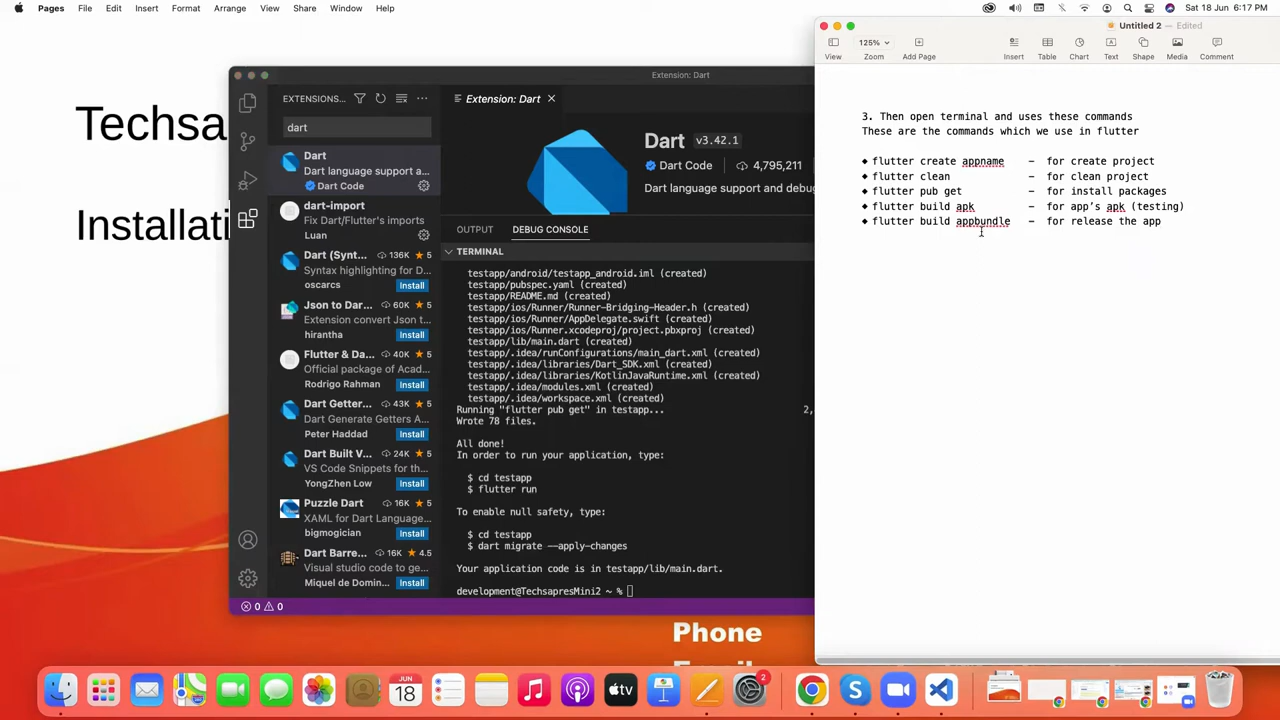 Pages File Edit Insert Format Arrange View Share Window Help
Sat 18 Jun 6:17 PM
Techsa
Installati
Extension: Dart
EXTENSIONS...
dart
Dart
Dart language support a...
Dart Code
dart-import
Fix Dart/Flutter's imports
Luan
Dart (Synt... 136K ★ 5
Syntax highlighting for D...
oscarcs Install
Json to Dar... 60K ★ 5
Extension convert Json t...
hirantha Install
Flutter & Da... 40K ★ 5
Official package of Acad...
Rodrigo Rahman Install
Dart Getter... 43K ★ 5
Dart Generate Getters A...
Peter Haddad Install
Dart Built V... 24K ★ 5
VS Code Snippets for th...
YongZhen Low Install
Puzzle Dart 16K ★ 5
XAML for Dart Language...
bigmogician Install
Dart Barre... 16K ★ 4.5
Visual studio code to ge...
Miquel de Domin... Install
0 0
Extension: Dart
Dart v3.42.1
Dart Code 4,795,211
Dart language support and debug
OUTPUT DEBUG CONSOLE
TERMINAL
testapp/android/testapp_android.iml (created)
testapp/pubspec.yaml (created)
testapp/README.md (created)
testapp/ios/Runner/Runner-Bridging-Header.h (created)
testapp/ios/Runner/AppDelegate.swift (created)
testapp/ios/Runner.xcodeproj/project.pbxproj (created)
testapp/lib/main.dart (created)
testapp/.idea/runConfigurations/main_dart.xml (created)
testapp/.idea/libraries/Dart_SDK.xml (created)
testapp/.idea/libraries/KotlinJavaRuntime.xml (created)
testapp/.idea/modules.xml (created)
testapp/.idea/workspace.xml (created)
Running "flutter pub get" in testapp... 2,
Wrote 78 files.
All done!
In order to run your application, type:
$ cd testapp
$ flutter run
To enable null safety, type:
$ cd testapp
$ dart migrate --apply-changes
Your application code is in testapp/lib/main.dart.
development@TechsapresMini2 ~ %
Phone
Untitled 2 — Edited
125%
View Zoom Add Page Insert Table Chart Text Shape Media Comment
3. Then open terminal and uses these commands
These are the commands which we use in flutter
◆ flutter create appname – for create project
◆ flutter clean – for clean project
◆ flutter pub get – for install packages
◆ flutter build apk – for app's apk (testing)
◆ flutter build appbundle – for release the app
JUN
18
tv
2